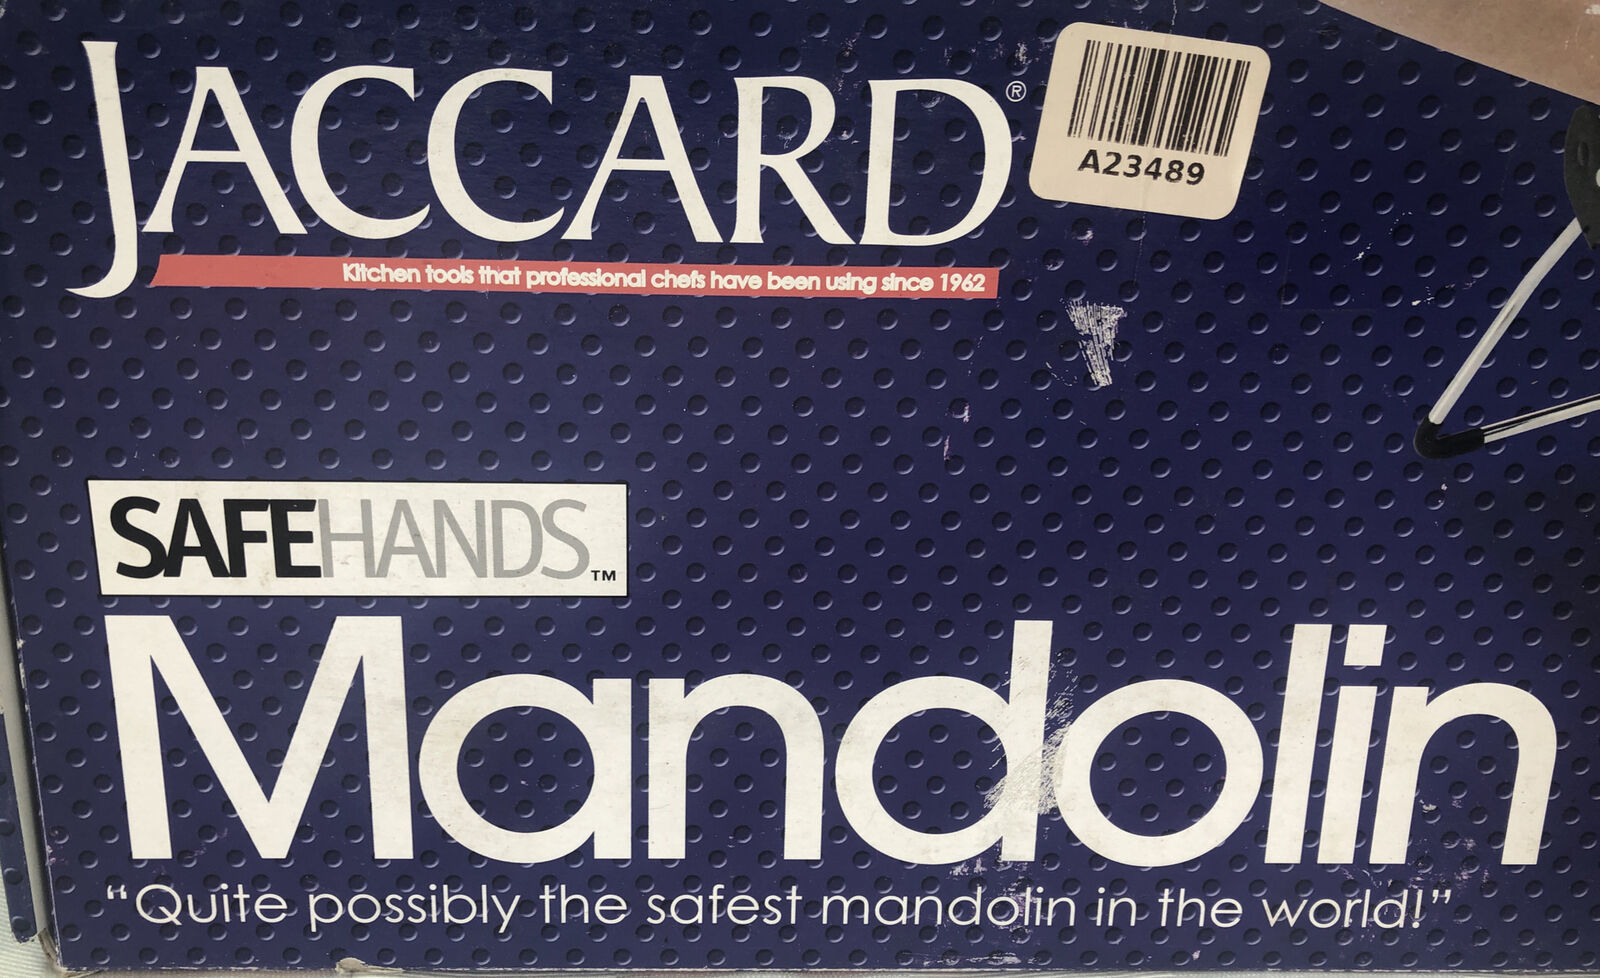 JACCARD®
A23489
Kitchen tools that professional chefs have been using since 1962
SAFEHANDS™
Mandolin
“Quite possibly the safest mandolin in the world!”